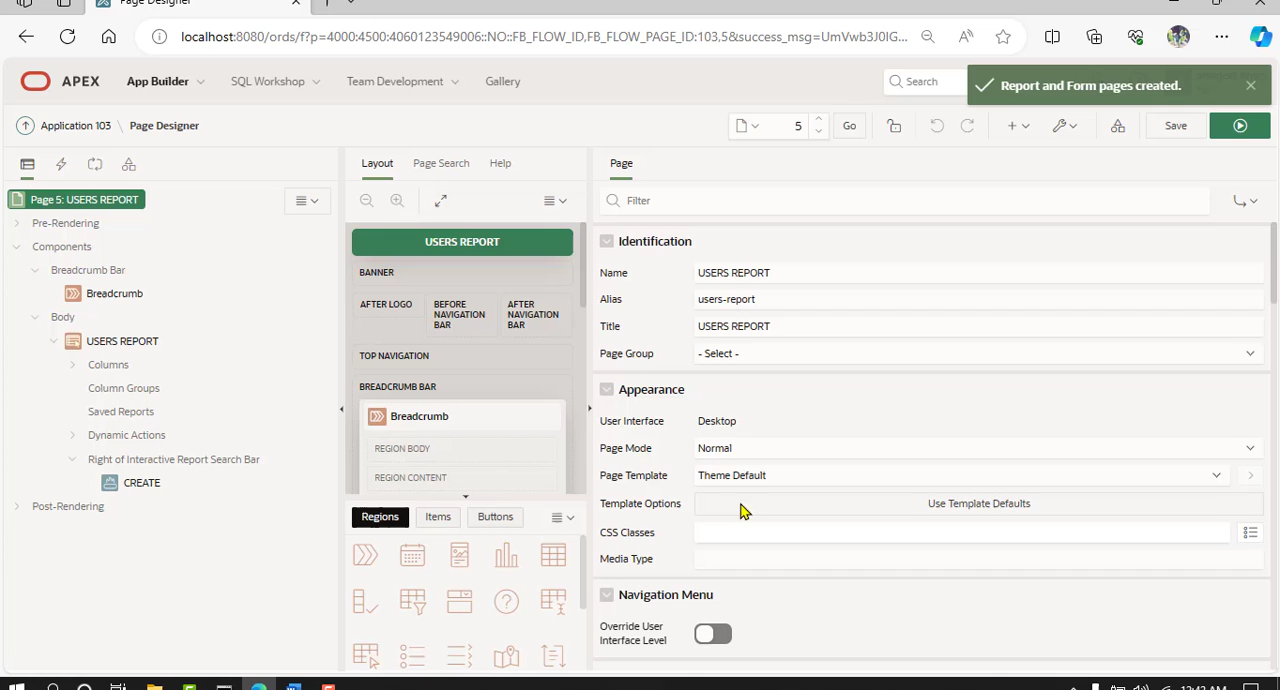 Page Designer
localhost:8080/ords/f?p=4000:4500:406012354906::NO::FB_FLOW_ID,FB_FLOW_PAGE_ID:103,5&success_msg=UmVwb3J0IG...
APEX
App Builder
SQL Workshop
Team Development
Gallery
Search
Report and Form pages created.
Application 103
Page Designer
5
Go
Save
Layout
Page Search
Help
Page
Page 5: USERS REPORT
Filter
Pre-Rendering
USERS REPORT
Identification
Components
Breadcrumb Bar
BANNER
Name
USERS REPORT
Breadcrumb
AFTER LOGO
BEFORE NAVIGATION BAR
AFTER NAVIGATION BAR
Alias
users-report
Body
Title
USERS REPORT
USERS REPORT
TOP NAVIGATION
Page Group
- Select -
Columns
Column Groups
BREADCRUMB BAR
Appearance
Saved Reports
Breadcrumb
User Interface
Desktop
Dynamic Actions
REGION BODY
Page Mode
Normal
Right of Interactive Report Search Bar
REGION CONTENT
Page Template
Theme Default
CREATE
Template Options
Use Template Defaults
Post-Rendering
Regions
Items
Buttons
CSS Classes
Media Type
Navigation Menu
Override User
Interface Level